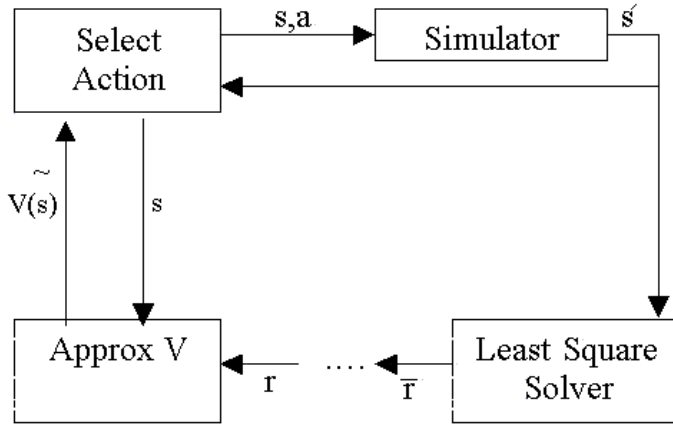 Select
Action
s,a
Simulator
s′
~
V(s)
s
Approx V
r
....
r̅
Least Square
Solver